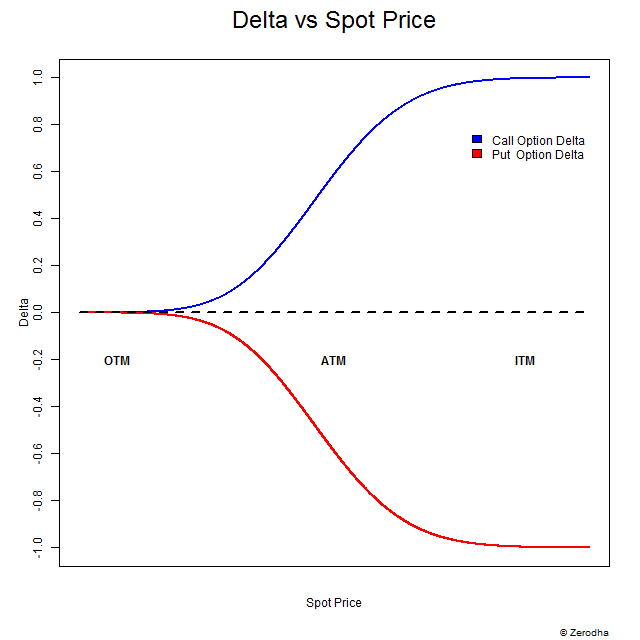 Delta vs Spot Price
1.0
0.8
0.6
0.4
0.2
0.0
-0.2
-0.4
-0.6
-0.8
-1.0
Delta
Call Option Delta
Put Option Delta
OTM ATM ITM
Spot Price
© Zerodha